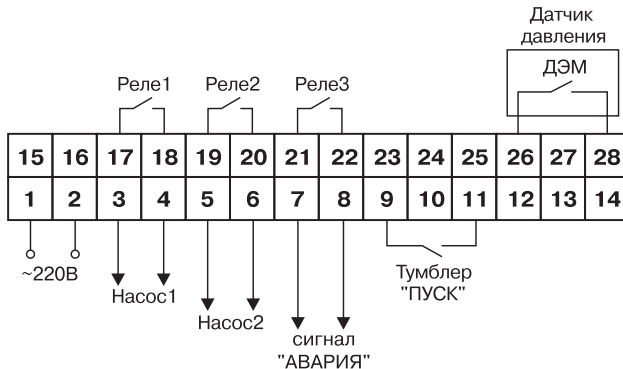 Датчик
давления
ДЭМ
Реле1 Реле2 Реле3
15 16 17 18 19 20 21 22 23 24 25 26 27 28
1 2 3 4 5 6 7 8 9 10 11 12 13 14
~220В
Насос1
Насос2
Тумблер
"ПУСК"
сигнал
"АВАРИЯ"